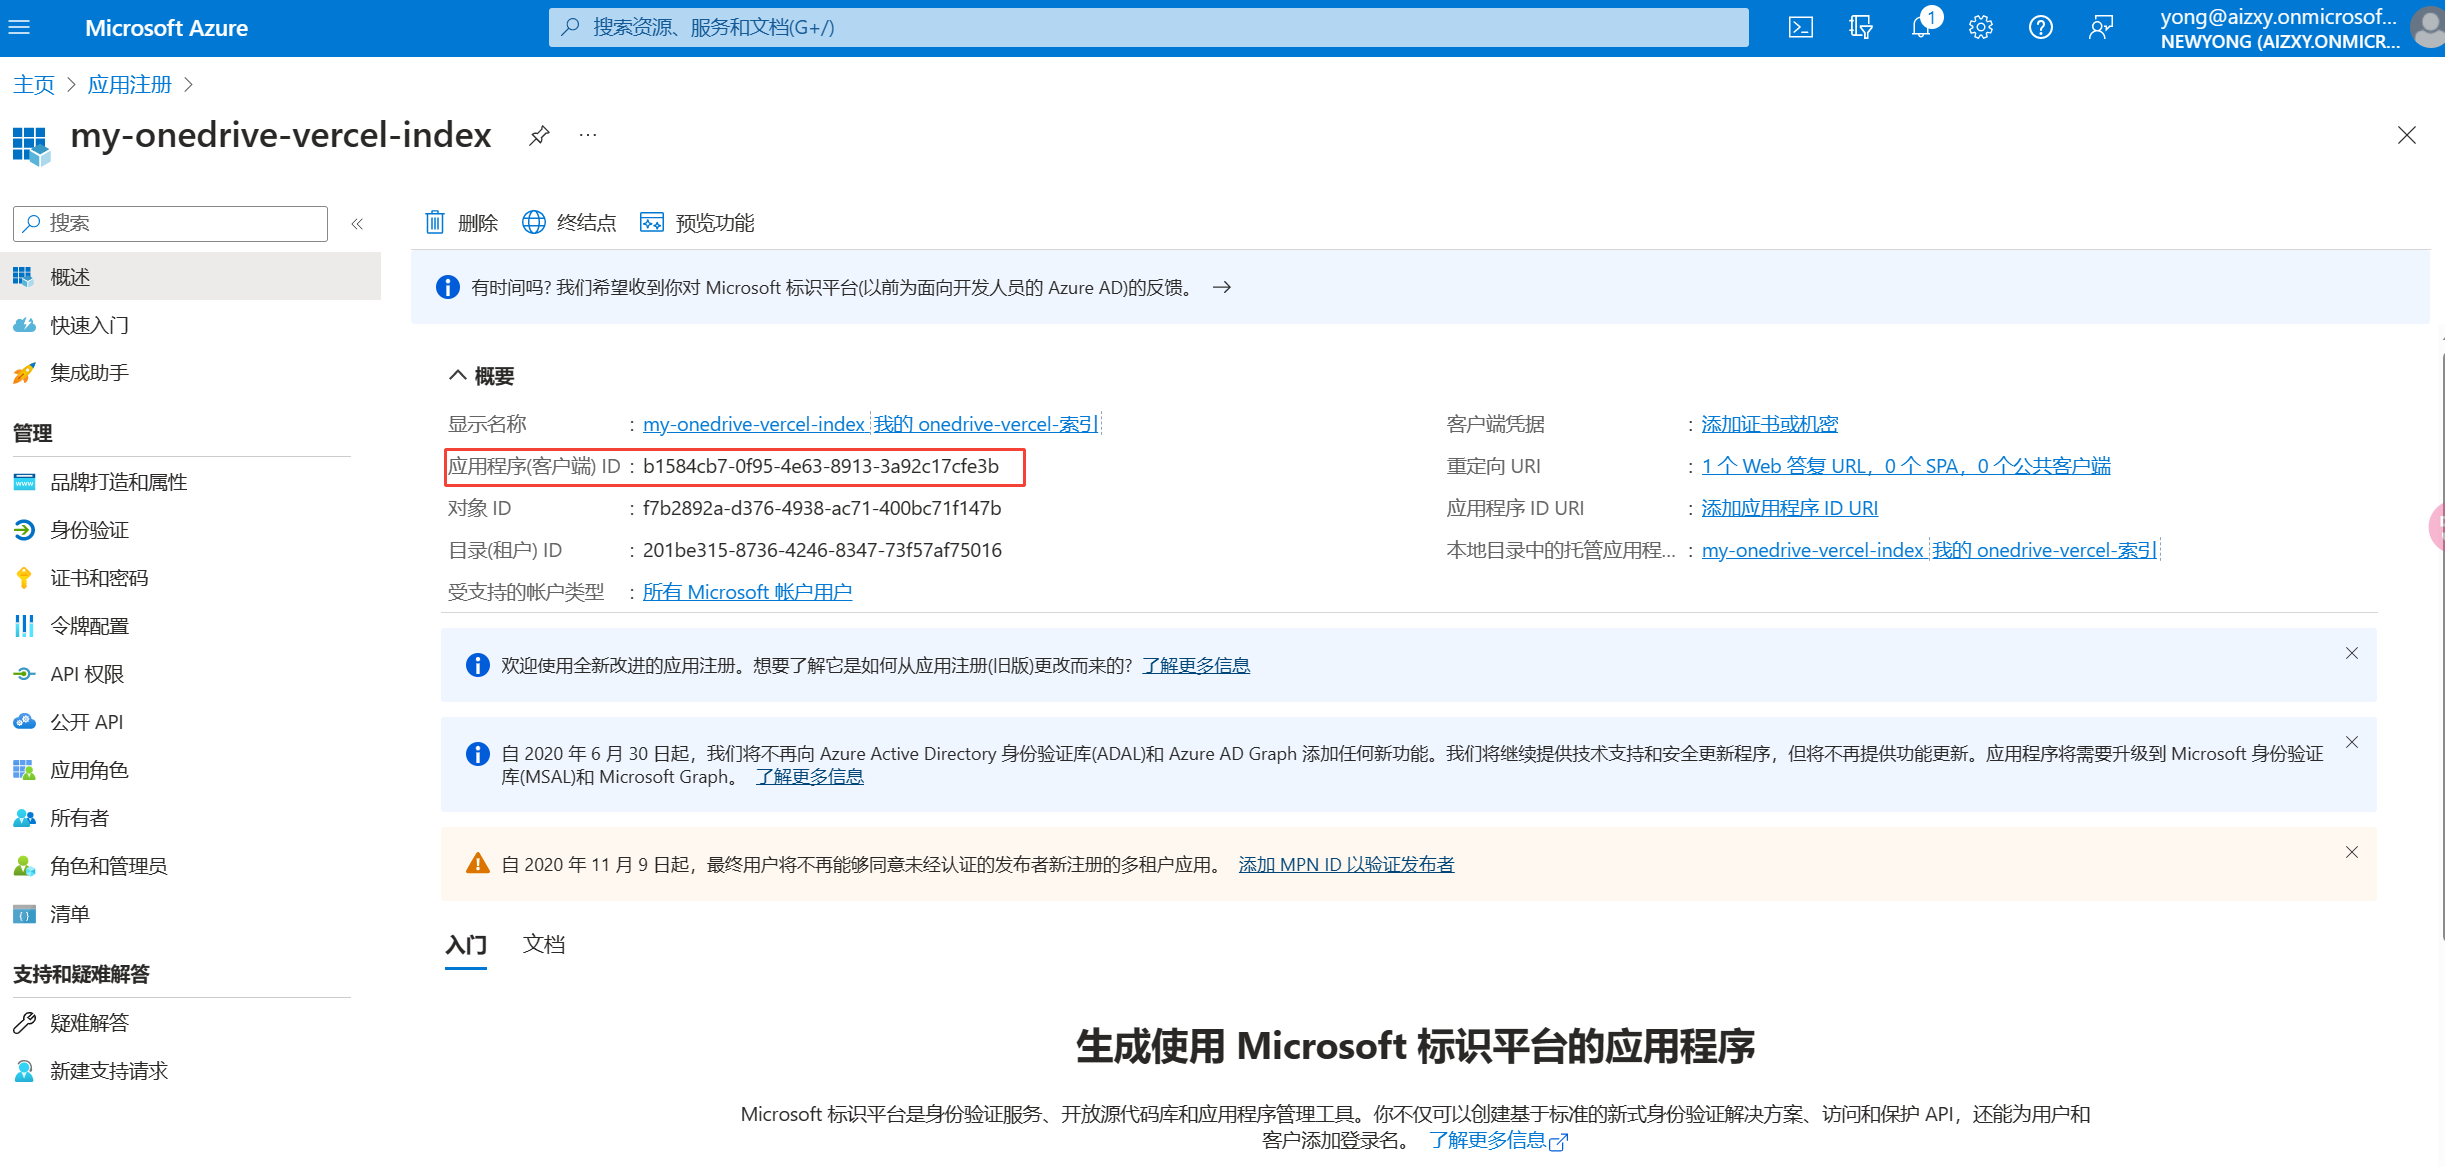 Microsoft Azure
搜索资源、服务和文档(G+/)
1
yong@aizxy.onmicrosof...
NEWYONG (AIZXY.ONMICR...
主页 > 应用注册 >
my-onedrive-vercel-index
搜索
«
删除 终结点 预览功能
概述
快速入门
集成助手
管理
品牌打造和属性
身份验证
证书和密码
令牌配置
API 权限
公开 API
应用角色
所有者
角色和管理员
清单
支持和疑难解答
疑难解答
新建支持请求
有时间吗? 我们希望收到你对 Microsoft 标识平台(以前为面向开发人员的 Azure AD)的反馈。 →
概要
显示名称 : my-onedrive-vercel-index 我的 onedrive-vercel-索引
应用程序(客户端) ID : b1584cb7-0f95-4e63-8913-3a92c17cfe3b
对象 ID : f7b2892a-d376-4938-ac71-400bc71f147b
目录(租户) ID : 201be315-8736-4246-8347-73f57af75016
受支持的帐户类型 : 所有 Microsoft 帐户用户
客户端凭据 : 添加证书或机密
重定向 URI : 1 个 Web 答复 URL，0 个 SPA，0 个公共客户端
应用程序 ID URI : 添加应用程序 ID URI
本地目录中的托管应用程... : my-onedrive-vercel-index 我的 onedrive-vercel-索引
欢迎使用全新改进的应用注册。想要了解它是如何从应用注册(旧版)更改而来的? 了解更多信息
自 2020 年 6 月 30 日起，我们将不再向 Azure Active Directory 身份验证库(ADAL)和 Azure AD Graph 添加任何新功能。我们将继续提供技术支持和安全更新程序，但将不再提供功能更新。应用程序将需要升级到 Microsoft 身份验证
库(MSAL)和 Microsoft Graph。 了解更多信息
自 2020 年 11 月 9 日起，最终用户将不再能够同意未经认证的发布者新注册的多租户应用。 添加 MPN ID 以验证发布者
入门 文档
生成使用 Microsoft 标识平台的应用程序
Microsoft 标识平台是身份验证服务、开放源代码库和应用程序管理工具。你不仅可以创建基于标准的新式身份验证解决方案、访问和保护 API，还能为用户和
客户添加登录名。 了解更多信息